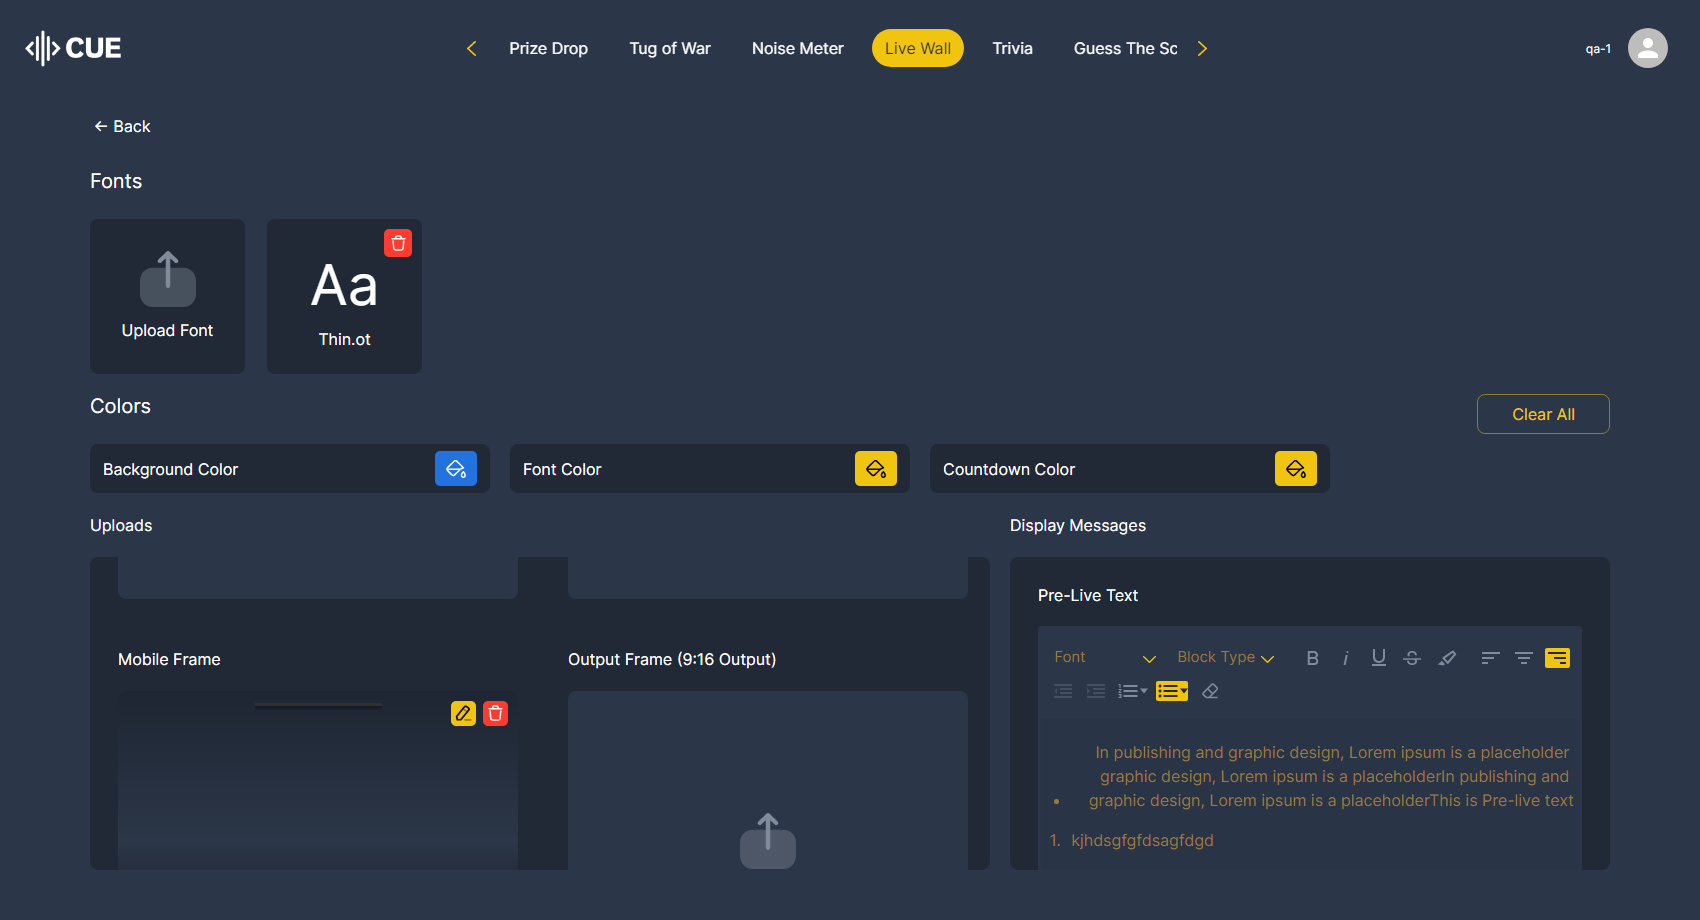 CUE
Prize Drop
Tug of War
Noise Meter
Live Wall
Trivia
Guess The Sc
qa-1
Back
Fonts
Upload Font
Aa
Thin.ot
Colors
Clear All
Background Color
Font Color
Countdown Color
Uploads
Display Messages
Mobile Frame
Output Frame (9:16 Output)
Pre-Live Text
Font
Block Type
B
i
U
S
In publishing and graphic design, Lorem ipsum is a placeholder
graphic design, Lorem ipsum is a placeholderIn publishing and
• graphic design, Lorem ipsum is a placeholderThis is Pre-live text
1. kjhdsgfgfdsagfdgd